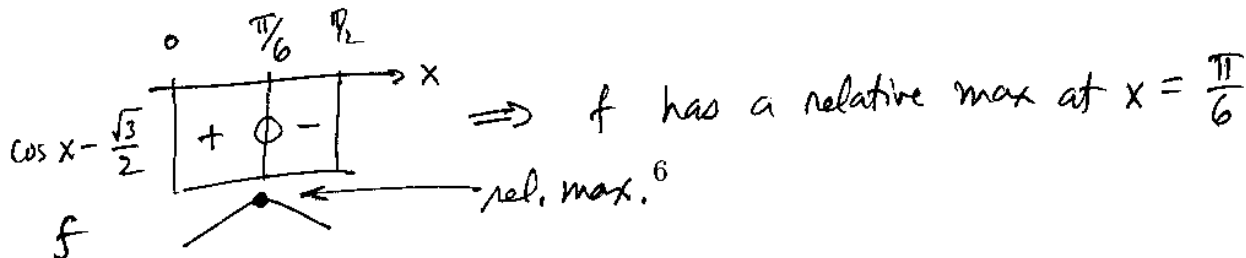 0 π/6 π/2
x
cos x - √3/2 + 0 -
⇒ f has a relative max at x = π/6
rel. max. 6
f